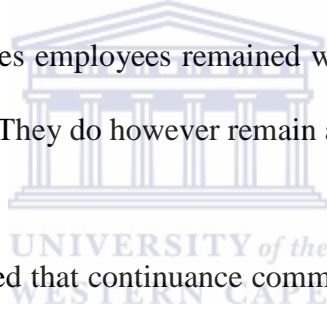 es employees remained w
They do however remain a
UNIVERSITY of the
ed that continuance comm
WESTERN CAPE